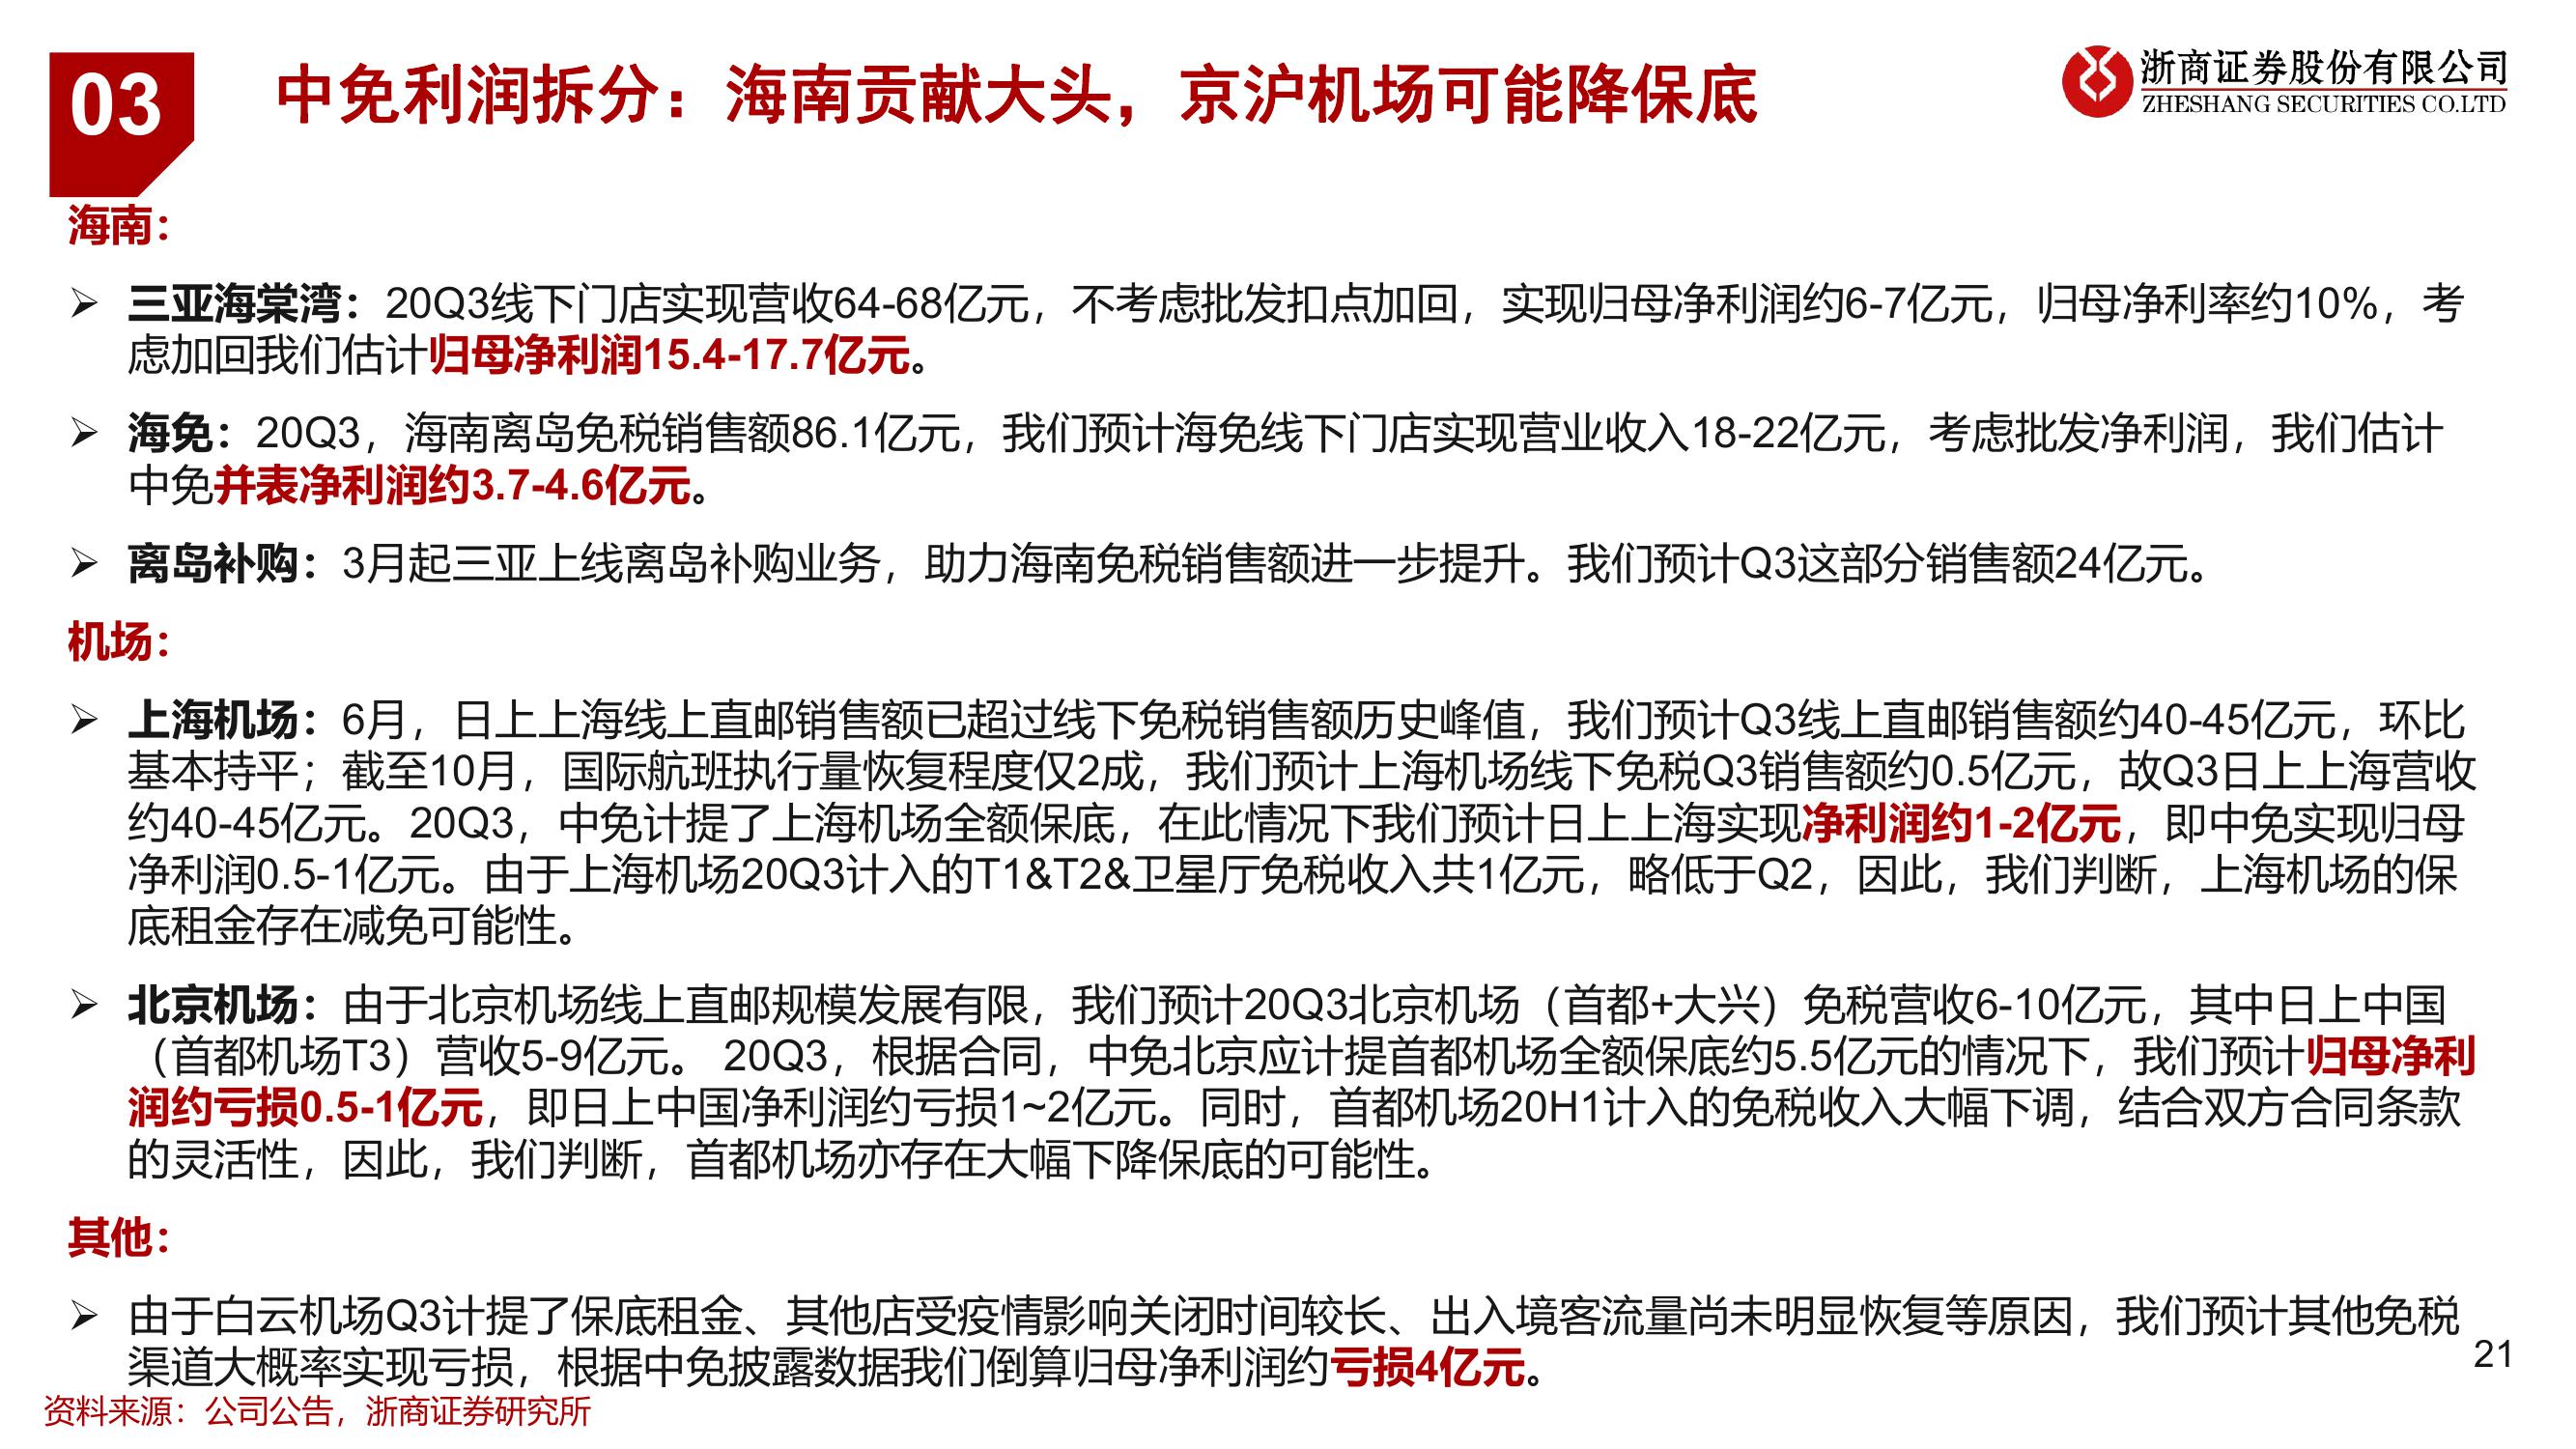 03
中免利润拆分：海南贡献大头，京沪机场可能降保底
浙商证券股份有限公司
ZHESHANG SECURITIES CO.LTD
海南：
➢ 三亚海棠湾：20Q3线下门店实现营收64-68亿元，不考虑批发扣点加回，实现归母净利润约6-7亿元，归母净利率约10%，考
虑加回我们估计归母净利润15.4-17.7亿元。
➢ 海免：20Q3，海南离岛免税销售额86.1亿元，我们预计海免线下门店实现营业收入18-22亿元，考虑批发净利润，我们估计
中免并表净利润约3.7-4.6亿元。
➢ 离岛补购：3月起三亚上线离岛补购业务，助力海南免税销售额进一步提升。我们预计Q3这部分销售额24亿元。
机场：
➢ 上海机场：6月，日上上海线上直邮销售额已超过线下免税销售额历史峰值，我们预计Q3线上直邮销售额约40-45亿元，环比
基本持平；截至10月，国际航班执行量恢复程度仅2成，我们预计上海机场线下免税Q3销售额约0.5亿元，故Q3日上上海营收
约40-45亿元。20Q3，中免计提了上海机场全额保底，在此情况下我们预计日上上海实现净利润约1-2亿元，即中免实现归母
净利润0.5-1亿元。由于上海机场20Q3计入的T1&T2&卫星厅免税收入共1亿元，略低于Q2，因此，我们判断，上海机场的保
底租金存在减免可能性。
➢ 北京机场：由于北京机场线上直邮规模发展有限，我们预计20Q3北京机场（首都+大兴）免税营收6-10亿元，其中日上中国
（首都机场T3）营收5-9亿元。 20Q3，根据合同，中免北京应计提首都机场全额保底约5.5亿元的情况下，我们预计归母净利
润约亏损0.5-1亿元，即日上中国净利润约亏损1~2亿元。同时，首都机场20H1计入的免税收入大幅下调，结合双方合同条款
的灵活性，因此，我们判断，首都机场亦存在大幅下降保底的可能性。
其他：
➢ 由于白云机场Q3计提了保底租金、其他店受疫情影响关闭时间较长、出入境客流量尚未明显恢复等原因，我们预计其他免税
渠道大概率实现亏损，根据中免披露数据我们倒算归母净利润约亏损4亿元。
21
资料来源：公司公告，浙商证券研究所